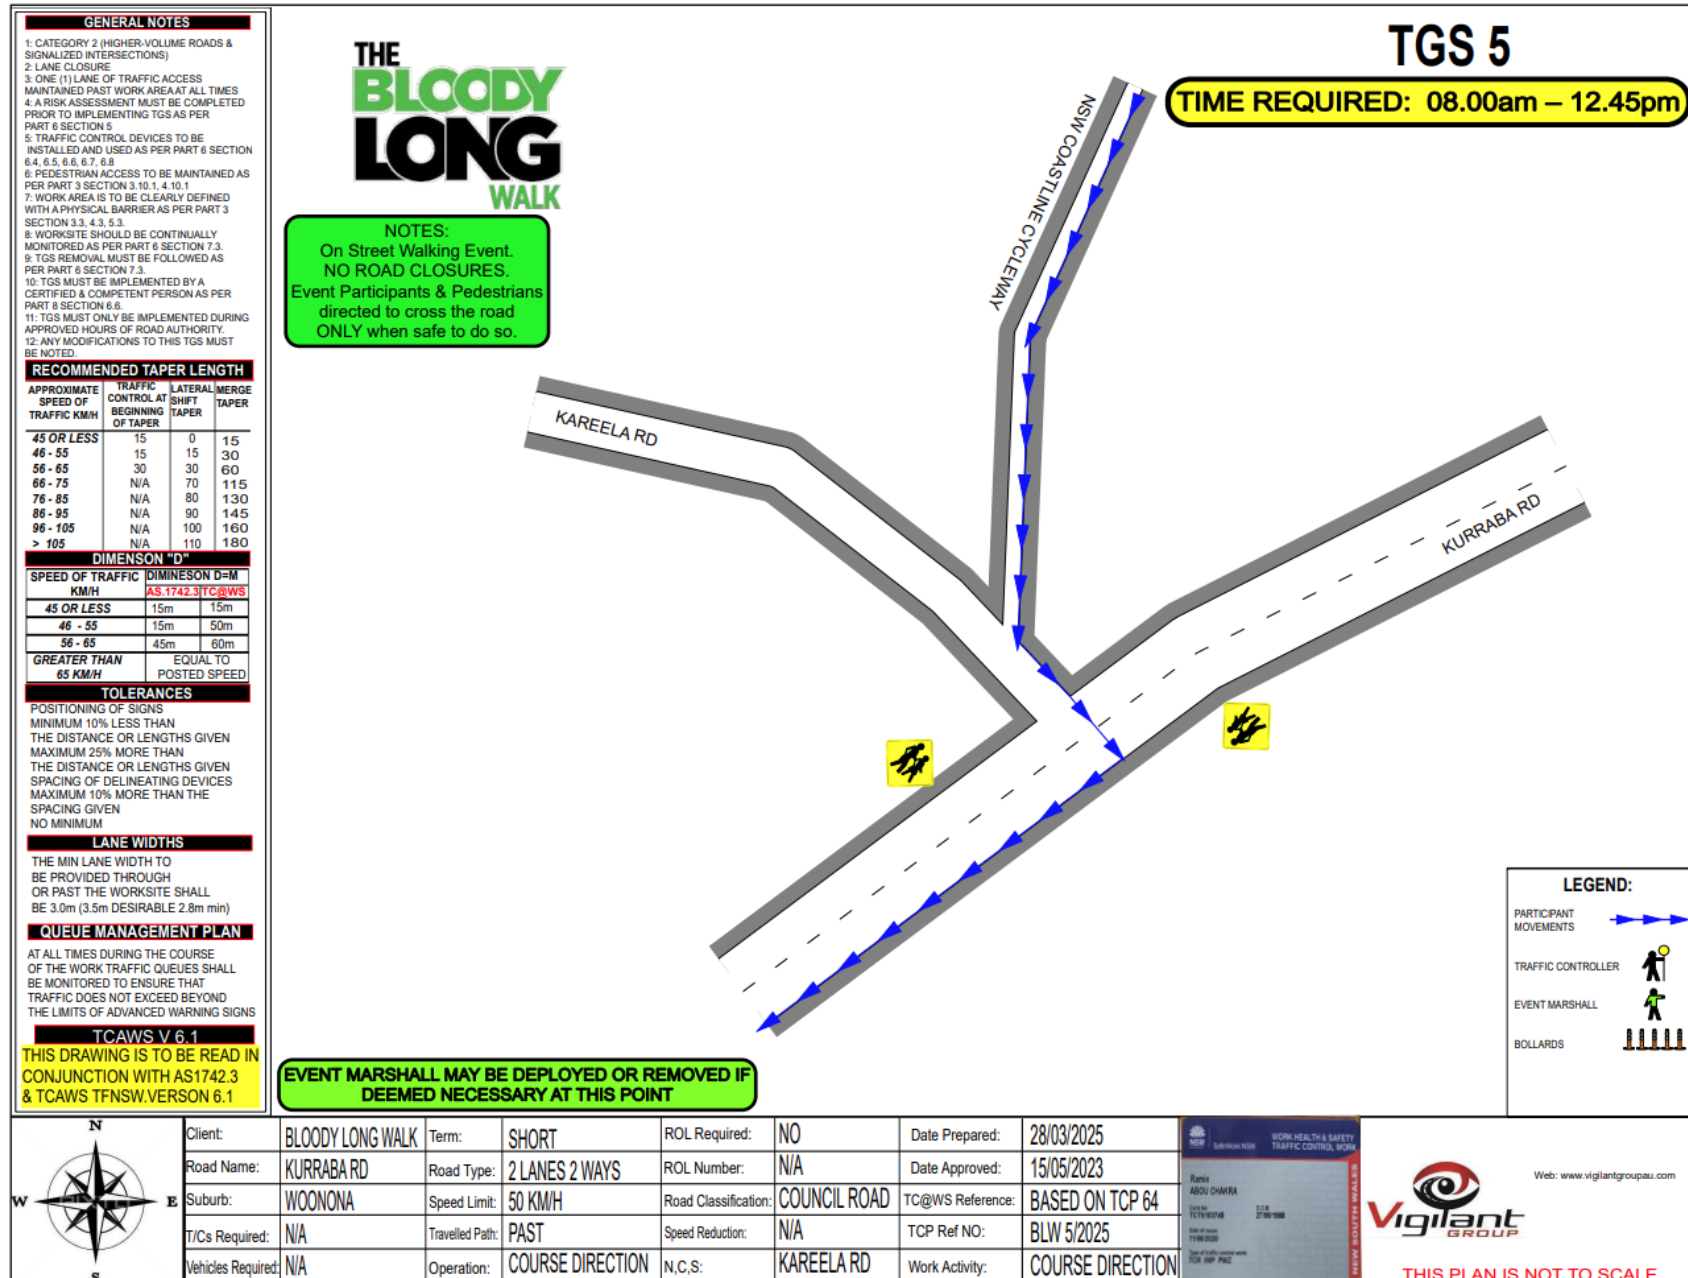 GENERAL NOTES
1: CATEGORY 2 (HIGHER-VOLUME ROADS &
SIGNALIZED INTERSECTIONS)
2: LANE CLOSURE
3: ONE (1) LANE OF TRAFFIC ACCESS
MAINTAINED PAST WORK AREA AT ALL TIMES
4: A RISK ASSESSMENT MUST BE COMPLETED
PRIOR TO IMPLEMENTING TGS AS PER
PART 6 SECTION 5
5: TRAFFIC CONTROL DEVICES TO BE
INSTALLED AND USED AS PER PART 6 SECTION
6.4, 6.5, 6.6, 6.7, 6.8
6: PEDESTRIAN ACCESS TO BE MAINTAINED AS
PER PART 3 SECTION 3.10.1, 4.10.1
7: WORK AREA IS TO BE CLEARLY DEFINED
WITH A PHYSICAL BARRIER AS PER PART 3
SECTION 3.3, 4.3, 5.3.
8: WORKSITE SHOULD BE CONTINUALLY
MONITORED AS PER PART 6 SECTION 7.3.
9: TGS REMOVAL MUST BE FOLLOWED AS
PER PART 6 SECTION 7.3.
10: TGS MUST BE IMPLEMENTED BY A
CERTIFIED & COMPETENT PERSON AS PER
PART 8 SECTION 6.6.
11: TGS MUST ONLY BE IMPLEMENTED DURING
APPROVED HOURS OF ROAD AUTHORITY.
12: ANY MODIFICATIONS TO THIS TGS MUST
BE NOTED.
RECOMMENDED TAPER LENGTH
APPROXIMATE SPEED OF TRAFFIC KM/H TRAFFIC CONTROL AT BEGINNING OF TAPER LATERAL SHIFT TAPER MERGE TAPER
45 OR LESS 15 0 15
46 - 55 15 15 30
56 - 65 30 30 60
66 - 75 N/A 70 115
76 - 85 N/A 80 130
86 - 95 N/A 90 145
96 - 105 N/A 100 160
> 105 N/A 110 180
DIMENSON "D"
SPEED OF TRAFFIC KM/H DIMINESON D=M
AS.1742.3 TC@WS
45 OR LESS 15m 15m
46 - 55 15m 50m
56 - 65 45m 60m
GREATER THAN 65 KM/H EQUAL TO POSTED SPEED
TOLERANCES
POSITIONING OF SIGNS
MINIMUM 10% LESS THAN
THE DISTANCE OR LENGTHS GIVEN
MAXIMUM 25% MORE THAN
THE DISTANCE OR LENGTHS GIVEN
SPACING OF DELINEATING DEVICES
MAXIMUM 10% MORE THAN THE
SPACING GIVEN
NO MINIMUM
LANE WIDTHS
THE MIN LANE WIDTH TO
BE PROVIDED THROUGH
OR PAST THE WORKSITE SHALL
BE 3.0m (3.5m DESIRABLE 2.8m min)
QUEUE MANAGEMENT PLAN
AT ALL TIMES DURING THE COURSE
OF THE WORK TRAFFIC QUEUES SHALL
BE MONITORED TO ENSURE THAT
TRAFFIC DOES NOT EXCEED BEYOND
THE LIMITS OF ADVANCED WARNING SIGNS
TCAWS V 6.1
THIS DRAWING IS TO BE READ IN
CONJUNCTION WITH AS1742.3
& TCAWS TFNSW.VERSON 6.1
THE
BLOODY
LONG
WALK
NOTES:
On Street Walking Event.
NO ROAD CLOSURES.
Event Participants & Pedestrians
directed to cross the road
ONLY when safe to do so.
TGS 5
TIME REQUIRED: 08.00am – 12.45pm
NSW COASTLINE CYCLEWAY
KAREELA RD
KURRABA RD
LEGEND:
PARTICIPANT
MOVEMENTS
TRAFFIC CONTROLLER
EVENT MARSHALL
BOLLARDS
EVENT MARSHALL MAY BE DEPLOYED OR REMOVED IF
DEEMED NECESSARY AT THIS POINT
N
W
E
S
Client: BLOODY LONG WALK Term: SHORT ROL Required: NO Date Prepared: 28/03/2025
Road Name: KURRABA RD Road Type: 2 LANES 2 WAYS ROL Number: N/A Date Approved: 15/05/2023
Suburb: WOONONA Speed Limit: 50 KM/H Road Classification: COUNCIL ROAD TC@WS Reference: BASED ON TCP 64
T/Cs Required: N/A Travelled Path: PAST Speed Reduction: N/A TCP Ref NO: BLW 5/2025
Vehicles Required: N/A Operation: COURSE DIRECTION N,C,S: KAREELA RD Work Activity: COURSE DIRECTION
NSW
SafeWork NSW
WORK HEALTH & SAFETY
TRAFFIC CONTROL WORK
Ramie
ABOU CHAKRA
NEW SOUTH WALES
Vigilant
GROUP
Web: www.vigilantgroupau.com
THIS PLAN IS NOT TO SCALE